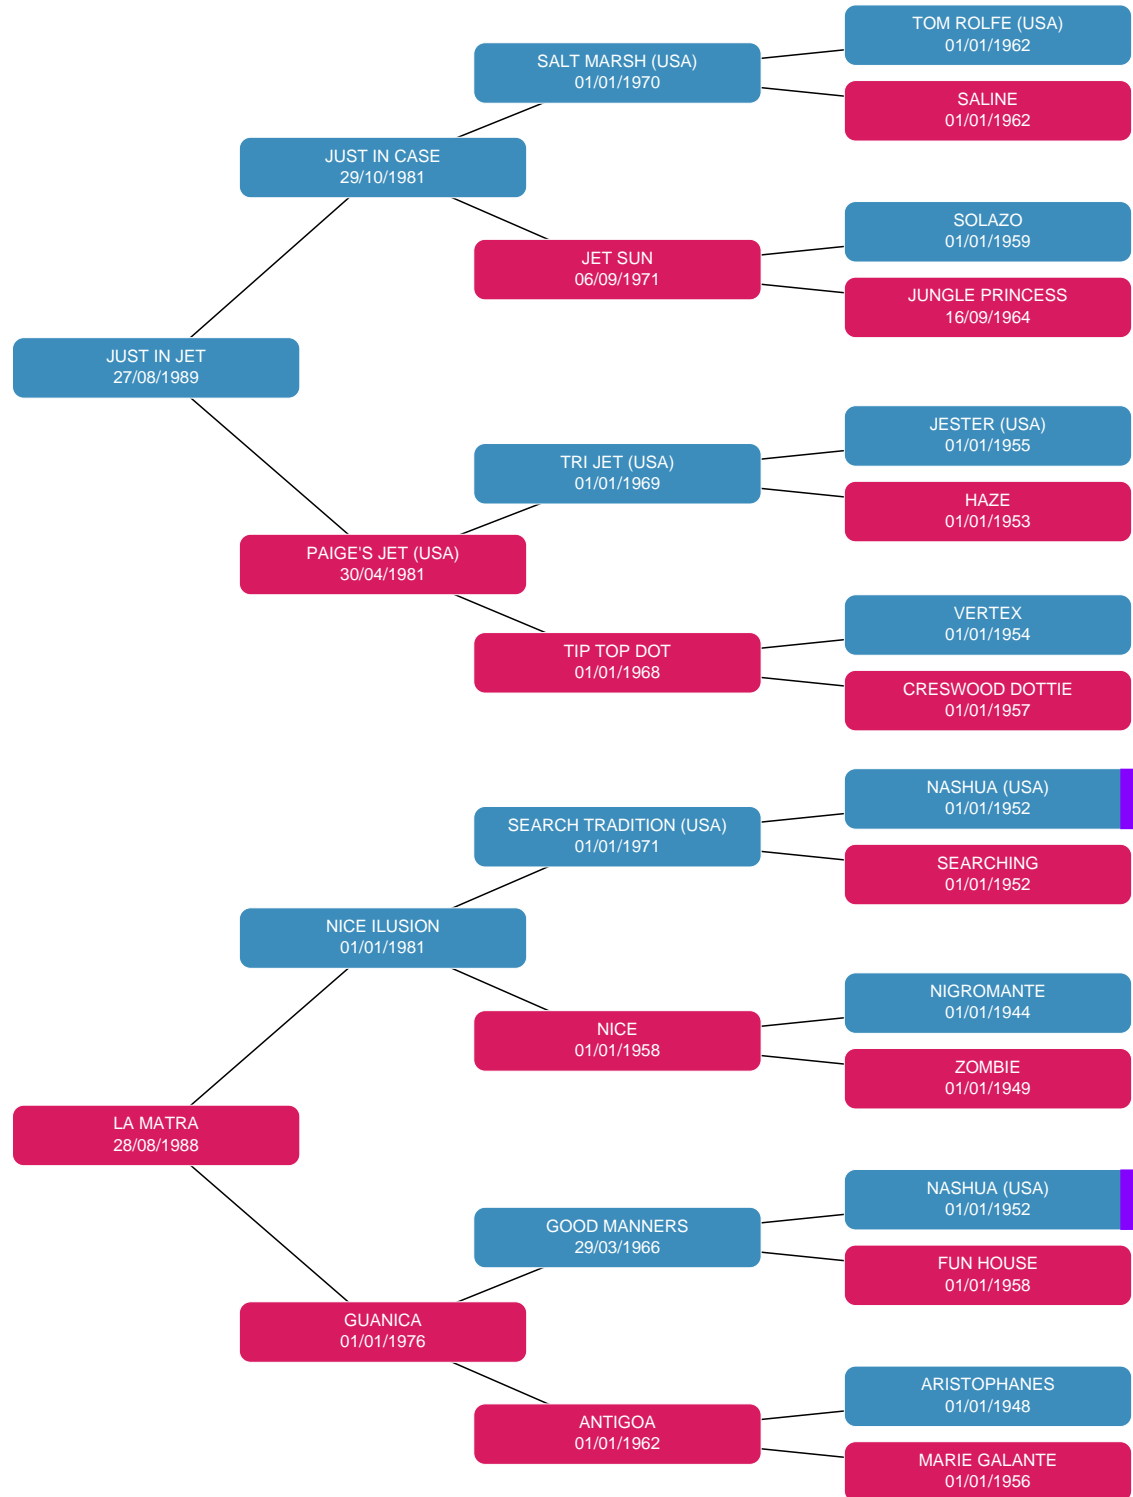 TOM ROLFE (USA)
01/01/1962
SALT MARSH (USA)
01/01/1970
SALINE
01/01/1962
JUST IN CASE
29/10/1981
SOLAZO
01/01/1959
JET SUN
06/09/1971
JUNGLE PRINCESS
16/09/1964
JUST IN JET
27/08/1989
JESTER (USA)
01/01/1955
TRI JET (USA)
01/01/1969
HAZE
01/01/1953
PAIGE'S JET (USA)
30/04/1981
VERTEX
01/01/1954
TIP TOP DOT
01/01/1968
CRESWOOD DOTTIE
01/01/1957
NASHUA (USA)
01/01/1952
SEARCH TRADITION (USA)
01/01/1971
SEARCHING
01/01/1952
NICE ILUSION
01/01/1981
NIGROMANTE
01/01/1944
NICE
01/01/1958
ZOMBIE
01/01/1949
LA MATRA
28/08/1988
NASHUA (USA)
01/01/1952
GOOD MANNERS
29/03/1966
FUN HOUSE
01/01/1958
GUANICA
01/01/1976
ARISTOPHANES
01/01/1948
ANTIGOA
01/01/1962
MARIE GALANTE
01/01/1956